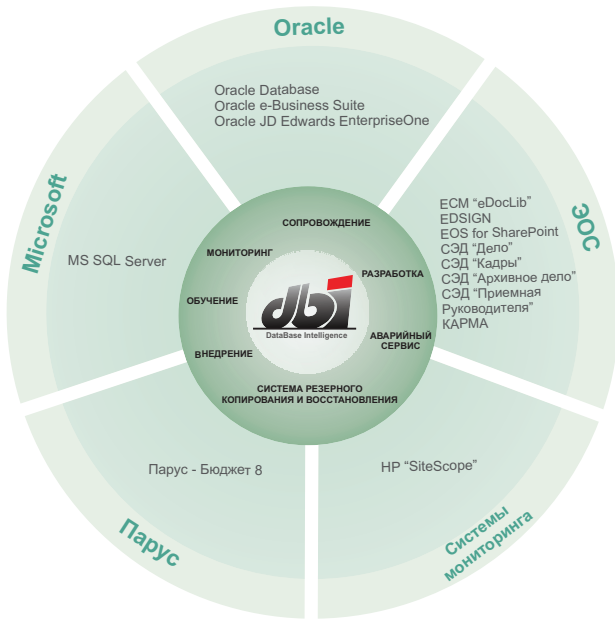 Oracle
Oracle Database
Oracle e-Business Suite
Oracle JD Edwards EnterpriseOne
Microsoft
MS SQL Server
ЭОС
ECM “eDocLib”
EDSIGN
EOS for SharePoint
СЭД “Дело”
СЭД “Кадры”
СЭД “Архивное дело”
СЭД “Приемная
Руководителя”
КАРМА
СОПРОВОЖДЕНИЕ
МОНИТОРИНГ
РАЗРАБОТКА
ОБУЧЕНИЕ
dbi
DataBase Intelligence
АВАРИЙНЫЙ
СЕРВИС
ВНЕДРЕНИЕ
СИСТЕМА РЕЗЕРНОГО
КОПИРОВАНИЯ И ВОССТАНОВЛЕНИЯ
Парус - Бюджет 8
Парус
HP “SiteScope”
Системы
мониторинга